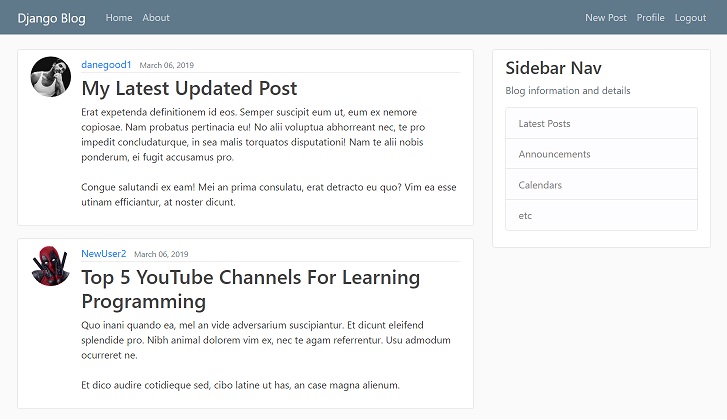 Django Blog Home About New Post Profile Logout
danegood1 March 06, 2019
My Latest Updated Post
Erat expetenda definitionem id eos. Semper suscipit eum ut, eum ex nemore
copiosae. Nam probatus pertinacia eu! No alii voluptua abhorreant nec, te pro
impedit concludaturque, in sea malis torquatos disputationi! Nam te alii nobis
ponderum, ei fugit accusamus pro.
Congue salutandi ex eam! Mei an prima consulatu, erat detracto eu quo? Vim ea esse
utinam efficiantur, at noster dicunt.
NewUser2 March 06, 2019
Top 5 YouTube Channels For Learning
Programming
Quo inani quando ea, mel an vide adversarium suscipiantur. Et dicunt eleifend
splendide pro. Nibh animal dolorem vim ex, nec te agam referrentur. Usu admodum
ocurreret ne.
Et dico audire cotidieque sed, cibo latine ut has, an case magna alienum.
Sidebar Nav
Blog information and details
Latest Posts
Announcements
Calendars
etc